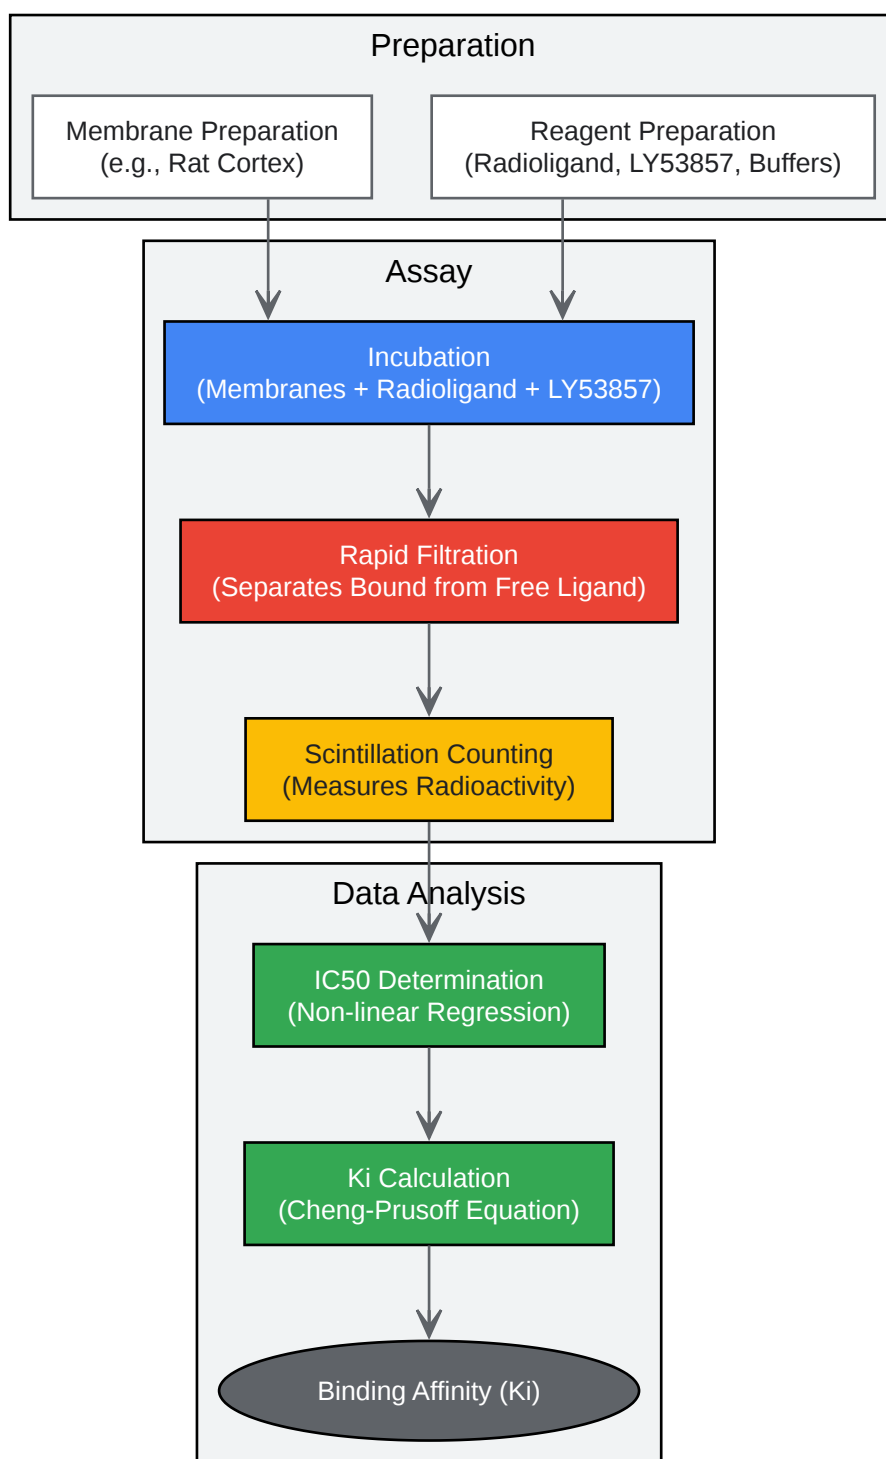 Preparation
Membrane Preparation
(e.g., Rat Cortex)
Reagent Preparation
(Radioligand, LY53857, Buffers)
Assay
Incubation
(Membranes + Radioligand + LY53857)
Rapid Filtration
(Separates Bound from Free Ligand)
Scintillation Counting
(Measures Radioactivity)
Data Analysis
IC50 Determination
(Non-linear Regression)
Ki Calculation
(Cheng-Prusoff Equation)
Binding Affinity (Ki)